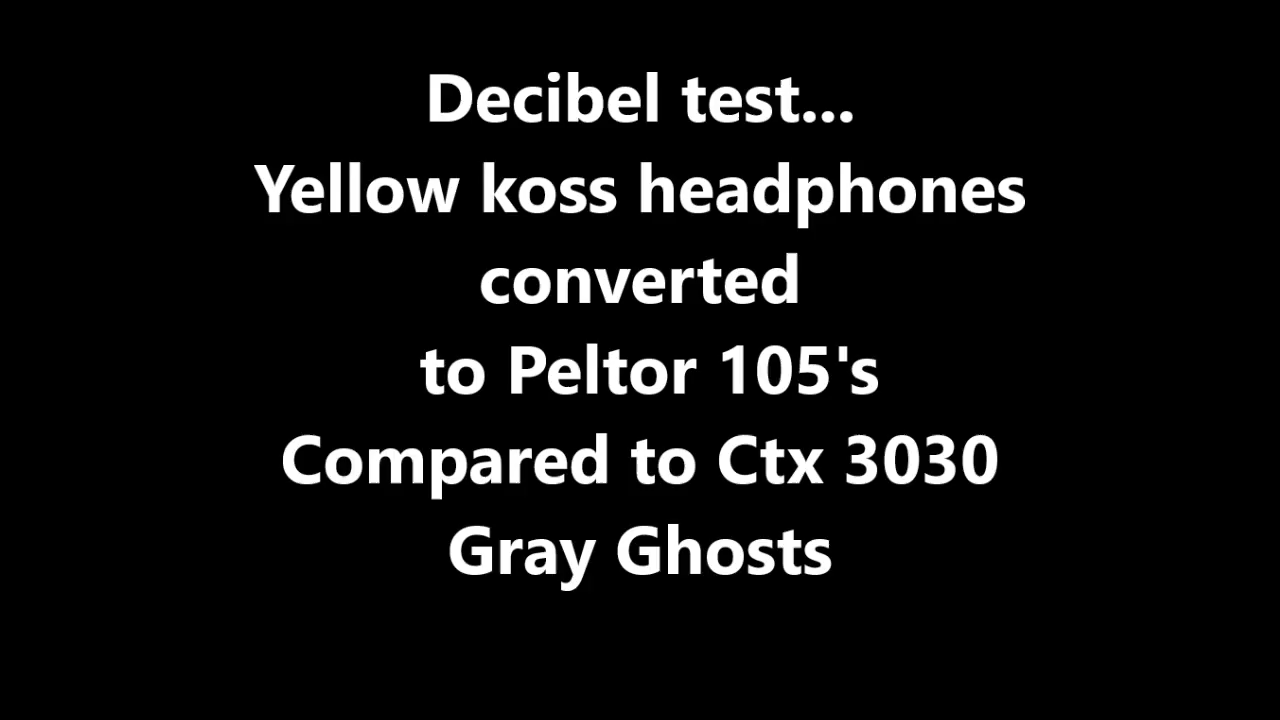 Decibel test...
Yellow koss headphones
converted
to Peltor 105's
Compared to Ctx 3030
Gray Ghosts